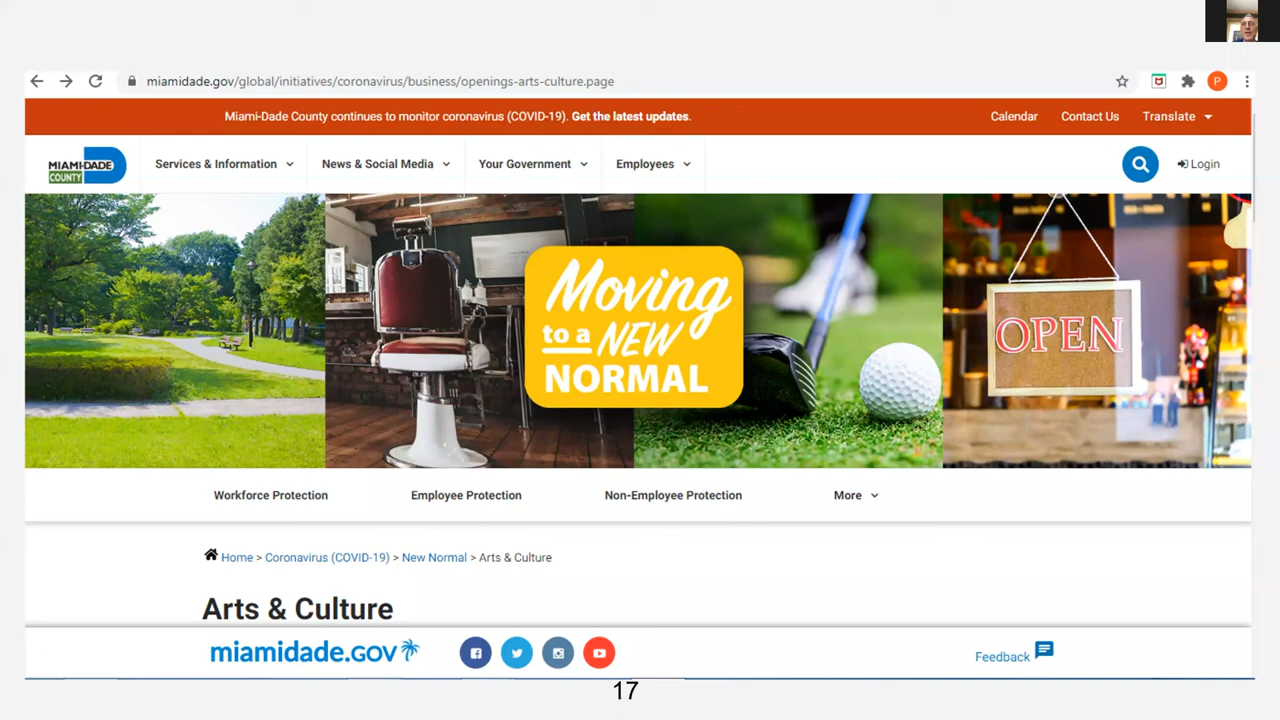 miamidade.gov/global/initiatives/coronavirus/business/openings-arts-culture.page
P
Miami-Dade County continues to monitor coronavirus (COVID-19). Get the latest updates.
Calendar
Contact Us
Translate
MIAMI-DADE
COUNTY
Services & Information
News & Social Media
Your Government
Employees
Login
Moving
to a NEW
NORMAL
OPEN
Workforce Protection
Employee Protection
Non-Employee Protection
More
Home > Coronavirus (COVID-19) > New Normal > Arts & Culture
Arts & Culture
miamidade.gov
Feedback
17